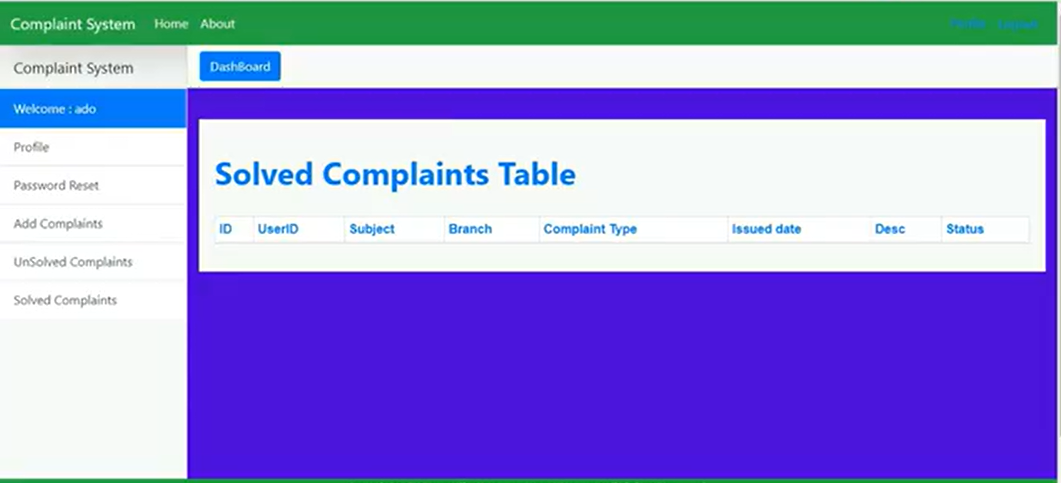 Complaint System Home About Profile Logout
Complaint System
DashBoard
Welcome : ado
Profile
Password Reset
Add Complaints
UnSolved Complaints
Solved Complaints
Solved Complaints Table
ID UserID Subject Branch Complaint Type Issued date Desc Status